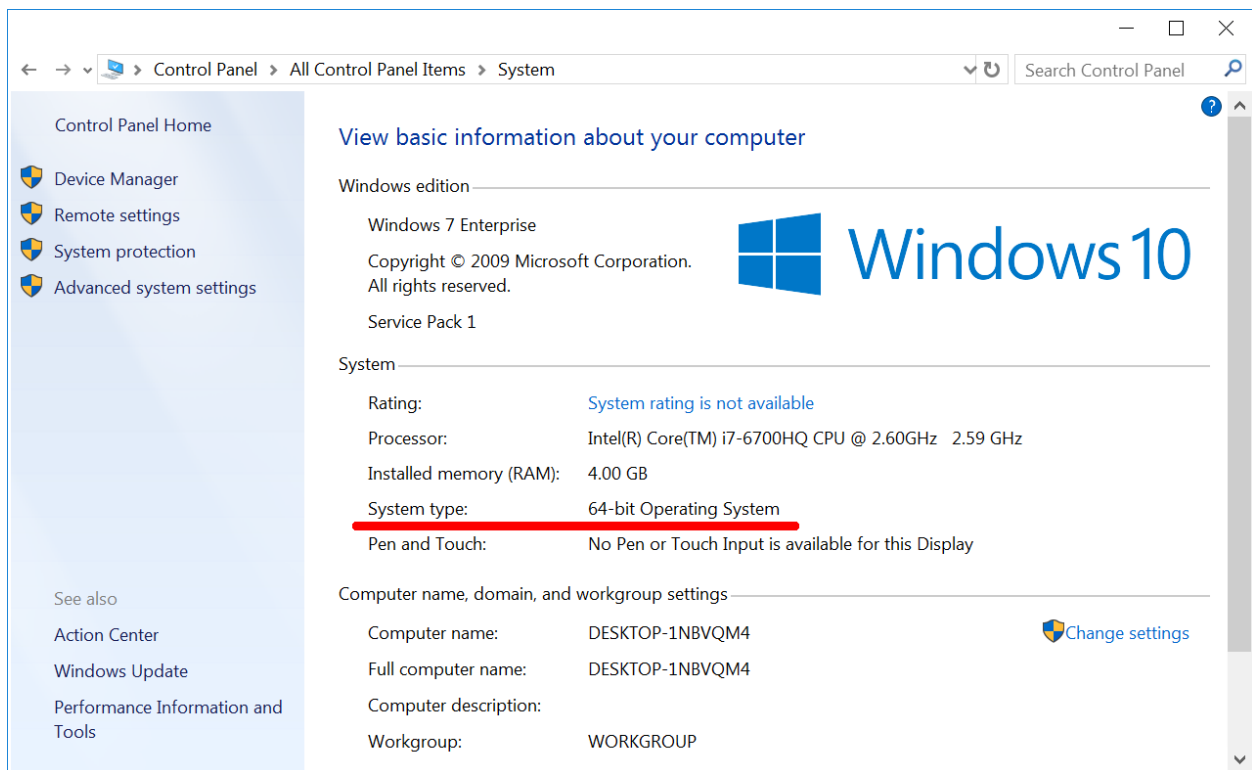 Control Panel > All Control Panel Items > System
Search Control Panel
Control Panel Home
Device Manager
Remote settings
System protection
Advanced system settings
See also
Action Center
Windows Update
Performance Information and
Tools
?
View basic information about your computer
Windows edition
Windows 7 Enterprise
Copyright © 2009 Microsoft Corporation.
All rights reserved.
Service Pack 1
Windows 10
System
Rating: System rating is not available
Processor: Intel(R) Core(TM) i7-6700HQ CPU @ 2.60GHz 2.59 GHz
Installed memory (RAM): 4.00 GB
System type: 64-bit Operating System
Pen and Touch: No Pen or Touch Input is available for this Display
Computer name, domain, and workgroup settings
Computer name: DESKTOP-1NBVQM4
Change settings
Full computer name: DESKTOP-1NBVQM4
Computer description:
Workgroup: WORKGROUP